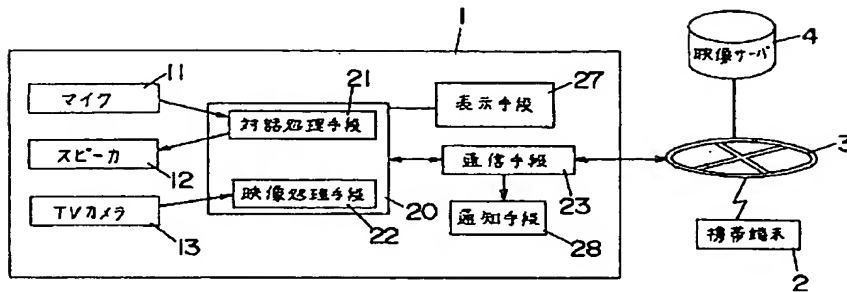 1
11
マイク
スピーカ
12
TVカメラ
13
21
対話処理手段
映像処理手段
22
20
27
表示手段
通信手段
23
通知手段
28
映像サーバ
4
3
携帯端末
2